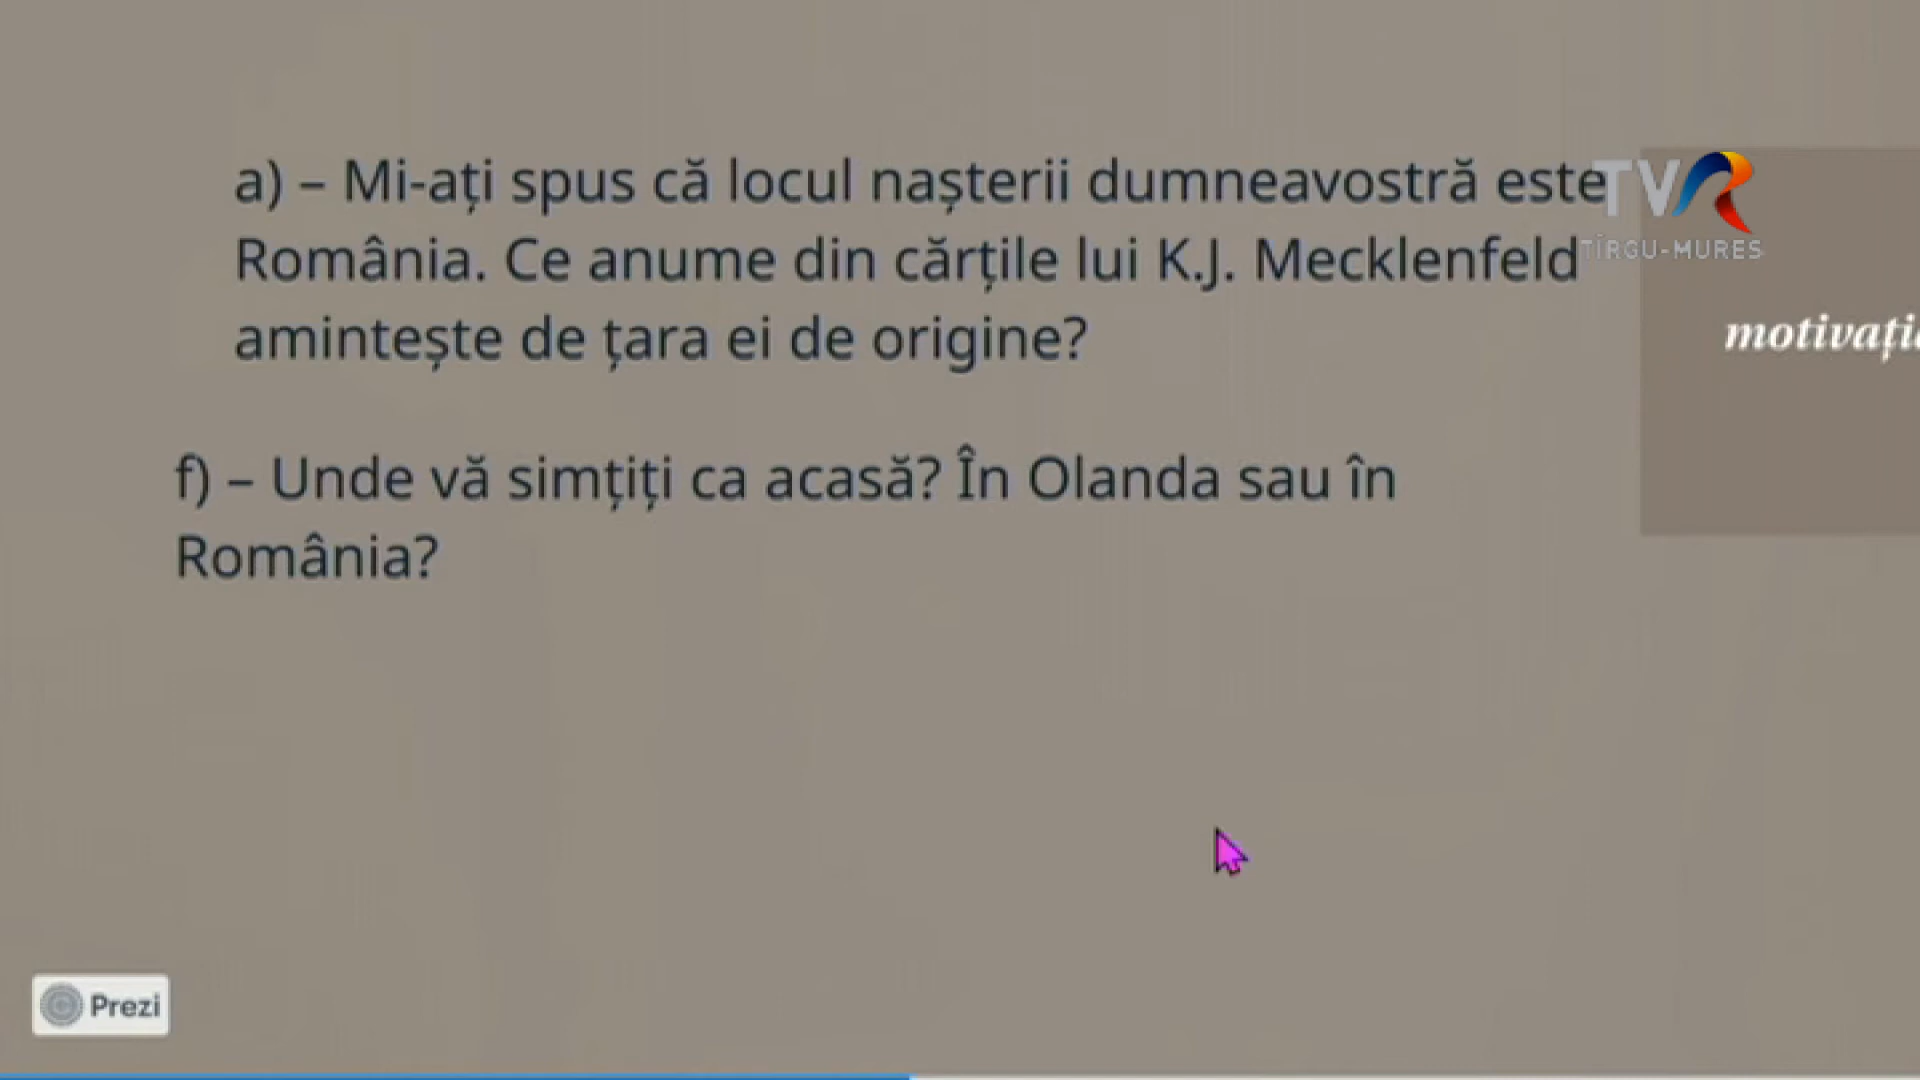 a) – Mi-ați spus că locul nașterii dumneavostră este
România. Ce anume din cărțile lui K.J. Mecklenfeld
amintește de țara ei de origine?
f) – Unde vă simțiți ca acasă? În Olanda sau în
România?
TVR
TÎRGU-MUREȘ
Prezi